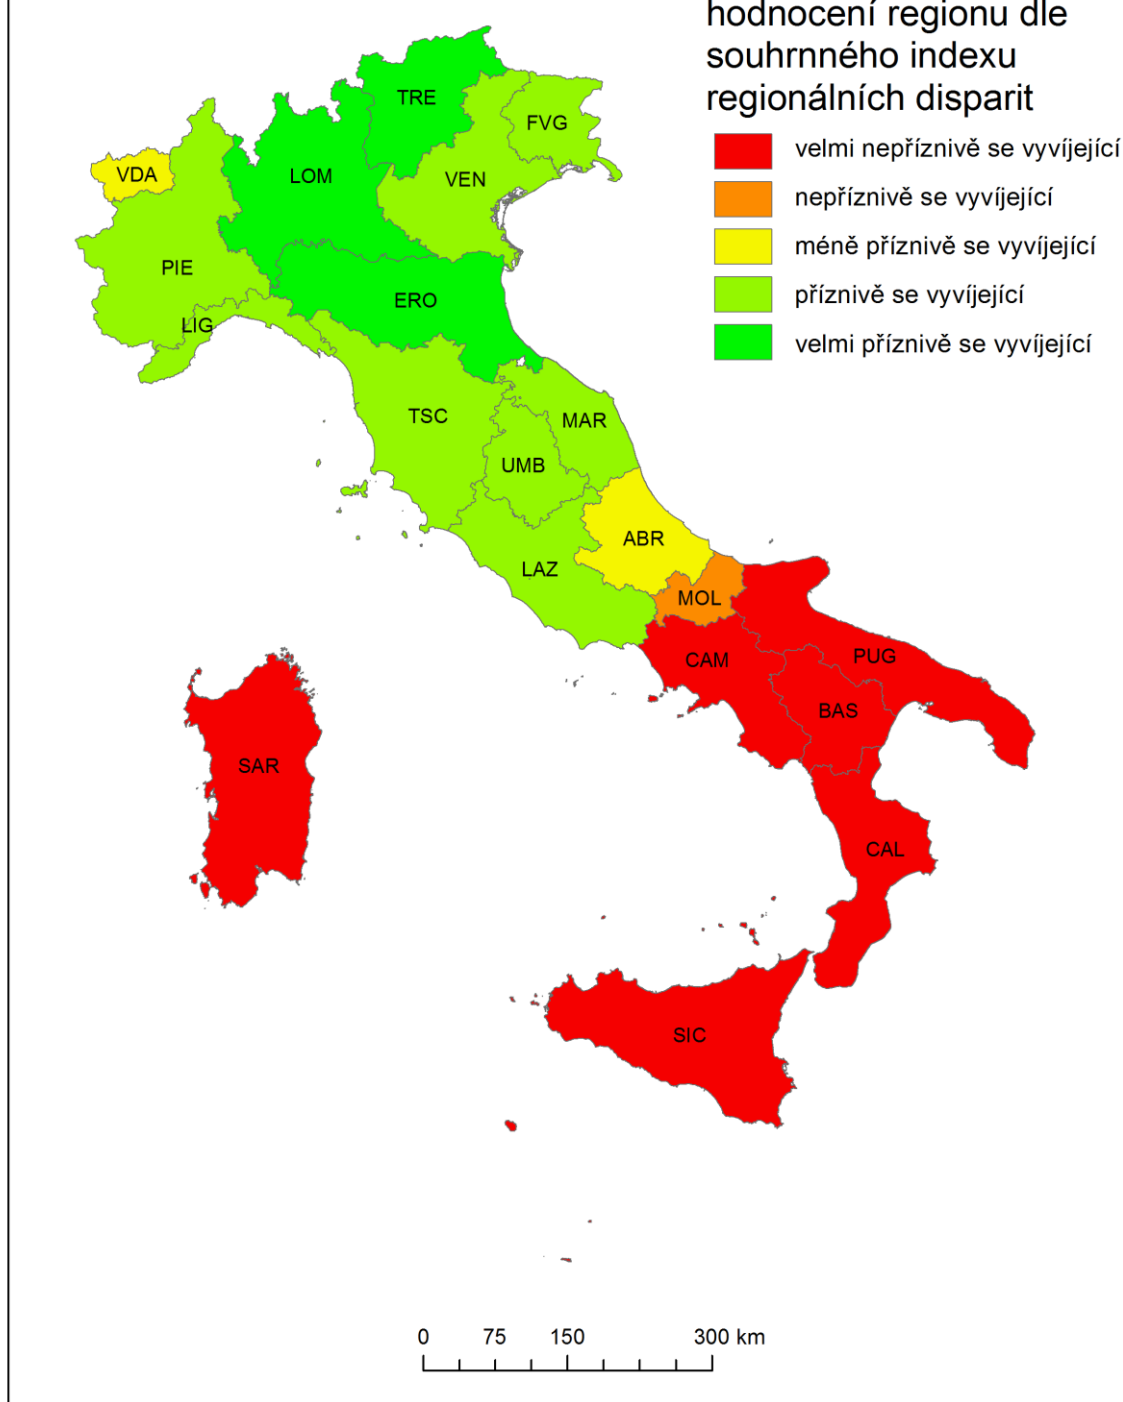 hodnocení regionu dle
souhrnného indexu
regionálních disparit
velmi nepříznivě se vyvíjející
nepříznivě se vyvíjející
méně příznivě se vyvíjející
příznivě se vyvíjející
velmi příznivě se vyvíjející
TRE
FVG
VDA
LOM
VEN
PIE
ERO
LIG
TSC
MAR
UMB
ABR
LAZ
MOL
CAM
PUG
BAS
SAR
CAL
SIC
0 75 150 300 km